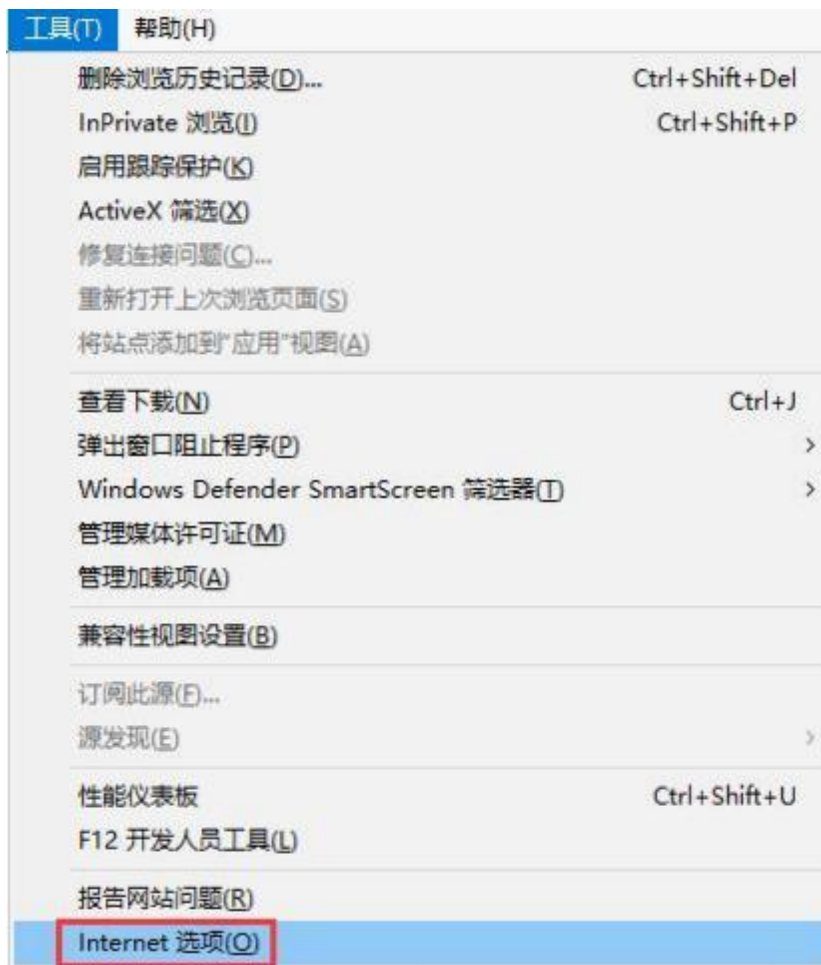 工具(T) 帮助(H)
删除浏览历史记录(D)... Ctrl+Shift+Del
InPrivate 浏览(I) Ctrl+Shift+P
启用跟踪保护(K)
ActiveX 筛选(X)
修复连接问题(C)...
重新打开上次浏览页面(S)
将站点添加到"应用"视图(A)
查看下载(N) Ctrl+J
弹出窗口阻止程序(P) >
Windows Defender SmartScreen 筛选器(T) >
管理媒体许可证(M)
管理加载项(A)
兼容性视图设置(B)
订阅此源(F)...
源发现(E) >
性能仪表板 Ctrl+Shift+U
F12 开发人员工具(L)
报告网站问题(R)
Internet 选项(O)